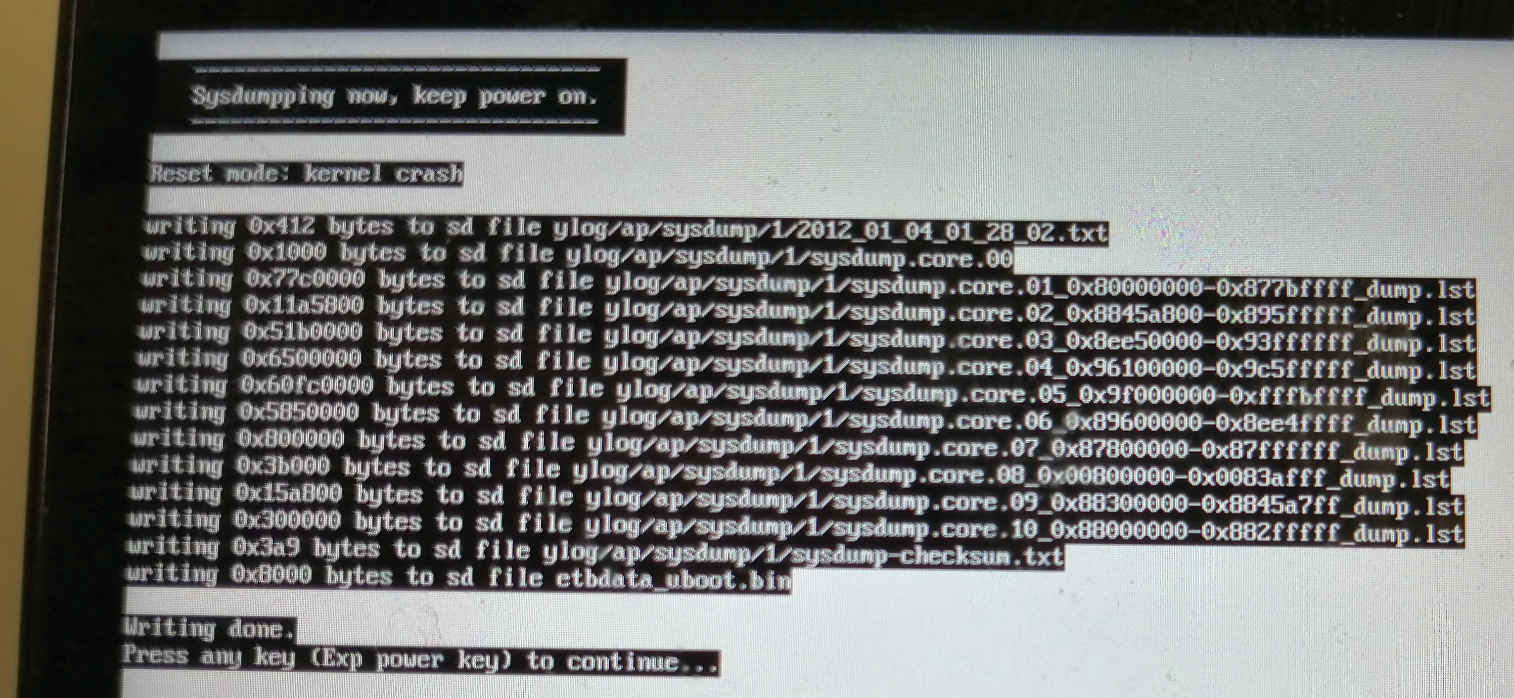 Sysdumpping now, keep power on.
Reset mode: kernel crash
writing 0x412 bytes to sd file ylog/ap/sysdump/1/2012_01_04_01_28_02.txt
writing 0x1000 bytes to sd file ylog/ap/sysdump/1/sysdump.core.00
writing 0x77c0000 bytes to sd file ylog/ap/sysdump/1/sysdump.core.01_0x80000000-0x877bffff_dump.lst
writing 0x11a5800 bytes to sd file ylog/ap/sysdump/1/sysdump.core.02_0x8845a800-0x895fffff_dump.lst
writing 0x51b0000 bytes to sd file ylog/ap/sysdump/1/sysdump.core.03_0x8ee50000-0x93ffffff_dump.lst
writing 0x6500000 bytes to sd file ylog/ap/sysdump/1/sysdump.core.04_0x96100000-0x9c5fffff_dump.lst
writing 0x60fc0000 bytes to sd file ylog/ap/sysdump/1/sysdump.core.05_0x9f000000-0xfffbffff_dump.lst
writing 0x5850000 bytes to sd file ylog/ap/sysdump/1/sysdump.core.06_0x89600000-0x8ee4ffff_dump.lst
writing 0x800000 bytes to sd file ylog/ap/sysdump/1/sysdump.core.07_0x87800000-0x87ffffff_dump.lst
writing 0x3b000 bytes to sd file ylog/ap/sysdump/1/sysdump.core.08_0x00800000-0x0083afff_dump.lst
writing 0x15a800 bytes to sd file ylog/ap/sysdump/1/sysdump.core.09_0x88300000-0x8845a7ff_dump.lst
writing 0x300000 bytes to sd file ylog/ap/sysdump/1/sysdump.core.10_0x88000000-0x882fffff_dump.lst
writing 0x3a9 bytes to sd file ylog/ap/sysdump/1/sysdump-checksum.txt
writing 0x8000 bytes to sd file etbdata_uboot.bin
Writing done.
Press any key (Exp power key) to continue...